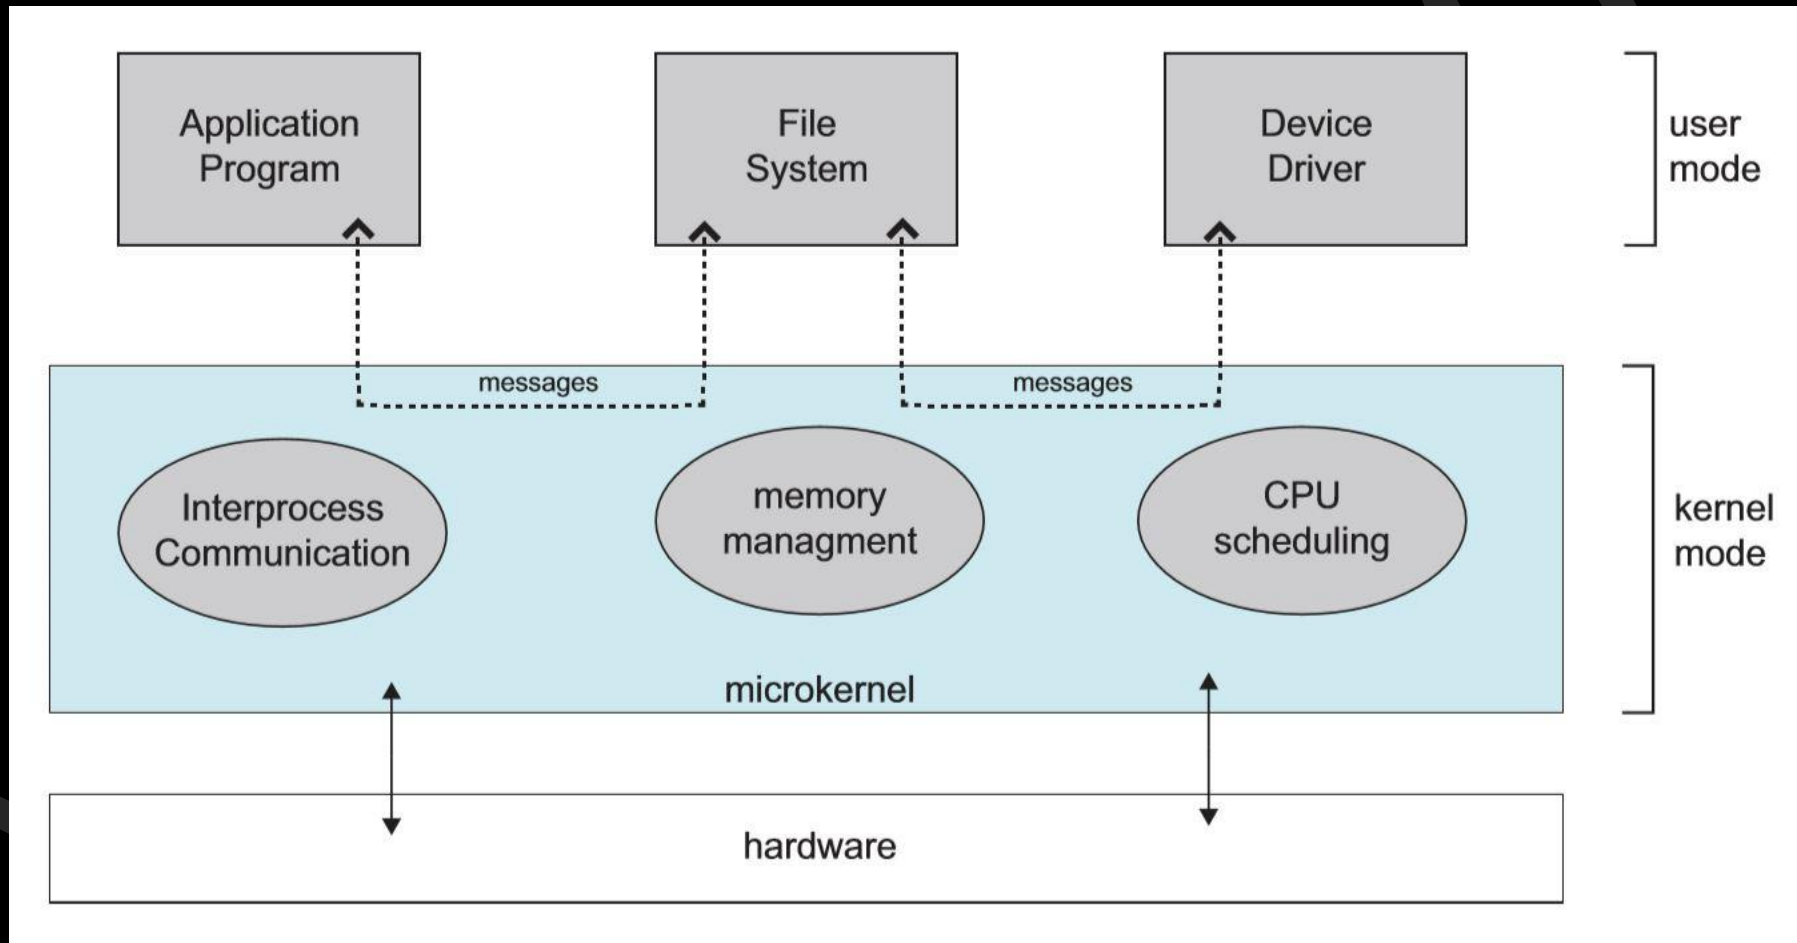 Application
Program
File
System
Device
Driver
user
mode
messages
messages
Interprocess
Communication
memory
managment
CPU
scheduling
kernel
mode
microkernel
hardware